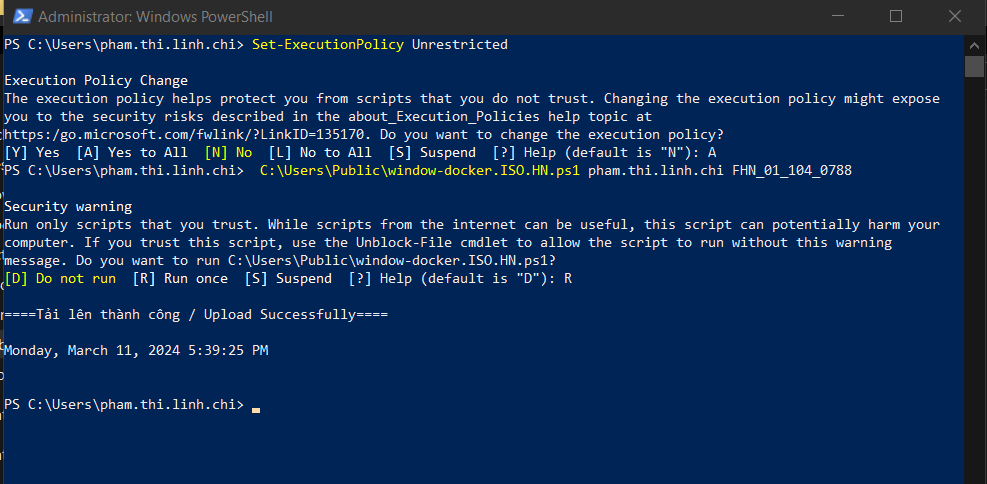 Administrator: Windows PowerShell
PS C:\Users\pham.thi.linh.chi> Set-ExecutionPolicy Unrestricted
Execution Policy Change
The execution policy helps protect you from scripts that you do not trust. Changing the execution policy might expose
you to the security risks described in the about_Execution_Policies help topic at
https:/go.microsoft.com/fwlink/?LinkID=135170. Do you want to change the execution policy?
[Y] Yes  [A] Yes to All  [N] No  [L] No to All  [S] Suspend  [?] Help (default is "N"): A
PS C:\Users\pham.thi.linh.chi>  C:\Users\Public\window-docker.ISO.HN.ps1 pham.thi.linh.chi FHN_01_104_0788
Security warning
Run only scripts that you trust. While scripts from the internet can be useful, this script can potentially harm your
computer. If you trust this script, use the Unblock-File cmdlet to allow the script to run without this warning
message. Do you want to run C:\Users\Public\window-docker.ISO.HN.ps1?
[D] Do not run  [R] Run once  [S] Suspend  [?] Help (default is "D"): R
====Tải lên thành công / Upload Successfully====
Monday, March 11, 2024 5:39:25 PM
PS C:\Users\pham.thi.linh.chi>